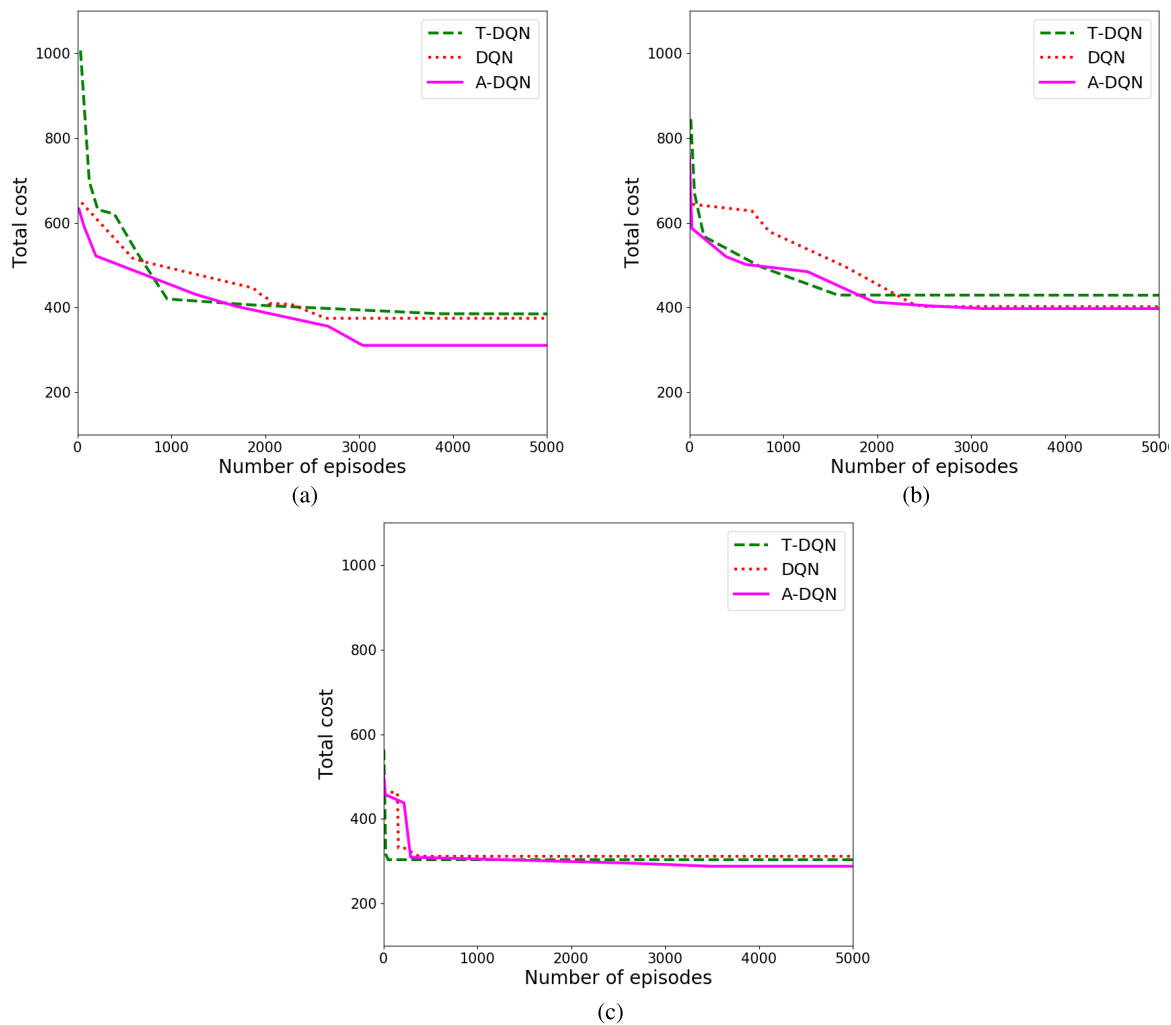 1000
800
600
400
200
Total cost
T-DQN
DQN
A-DQN
0 1000 2000 3000 4000 5000
Number of episodes
(a)
1000
800
600
400
200
Total cost
T-DQN
DQN
A-DQN
0 1000 2000 3000 4000 500
Number of episodes
(b)
1000
800
600
400
200
Total cost
T-DQN
DQN
A-DQN
0 1000 2000 3000 4000 5000
Number of episodes
(c)